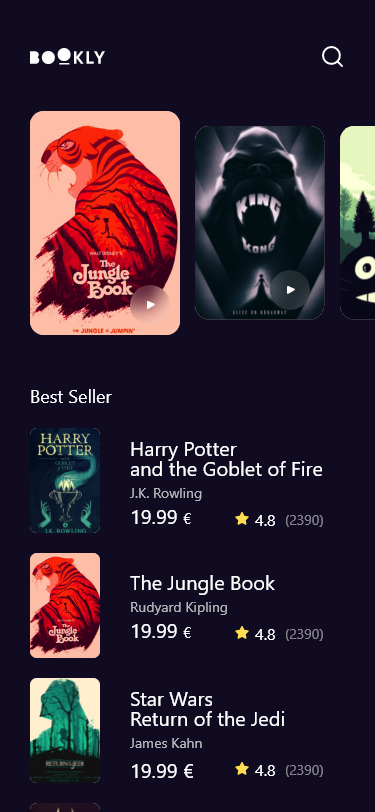 BOOKLY
WALT DISNEY'S
The
Jungle
Book
THE JUNGLE IS JUMPIN'
KING
KONG
ALIVE ON BROADWAY
Best Seller
HARRY
POTTER
GOBLET
OF FIRE
J.K. ROWLING
Harry Potter
and the Goblet of Fire
J.K. Rowling
19.99 €
4.8 (2390)
The
Jungle
Book
The Jungle Book
Rudyard Kipling
19.99 €
4.8 (2390)
RETURN OF THE JEDI
Star Wars
Return of the Jedi
James Kahn
19.99 €
4.8 (2390)